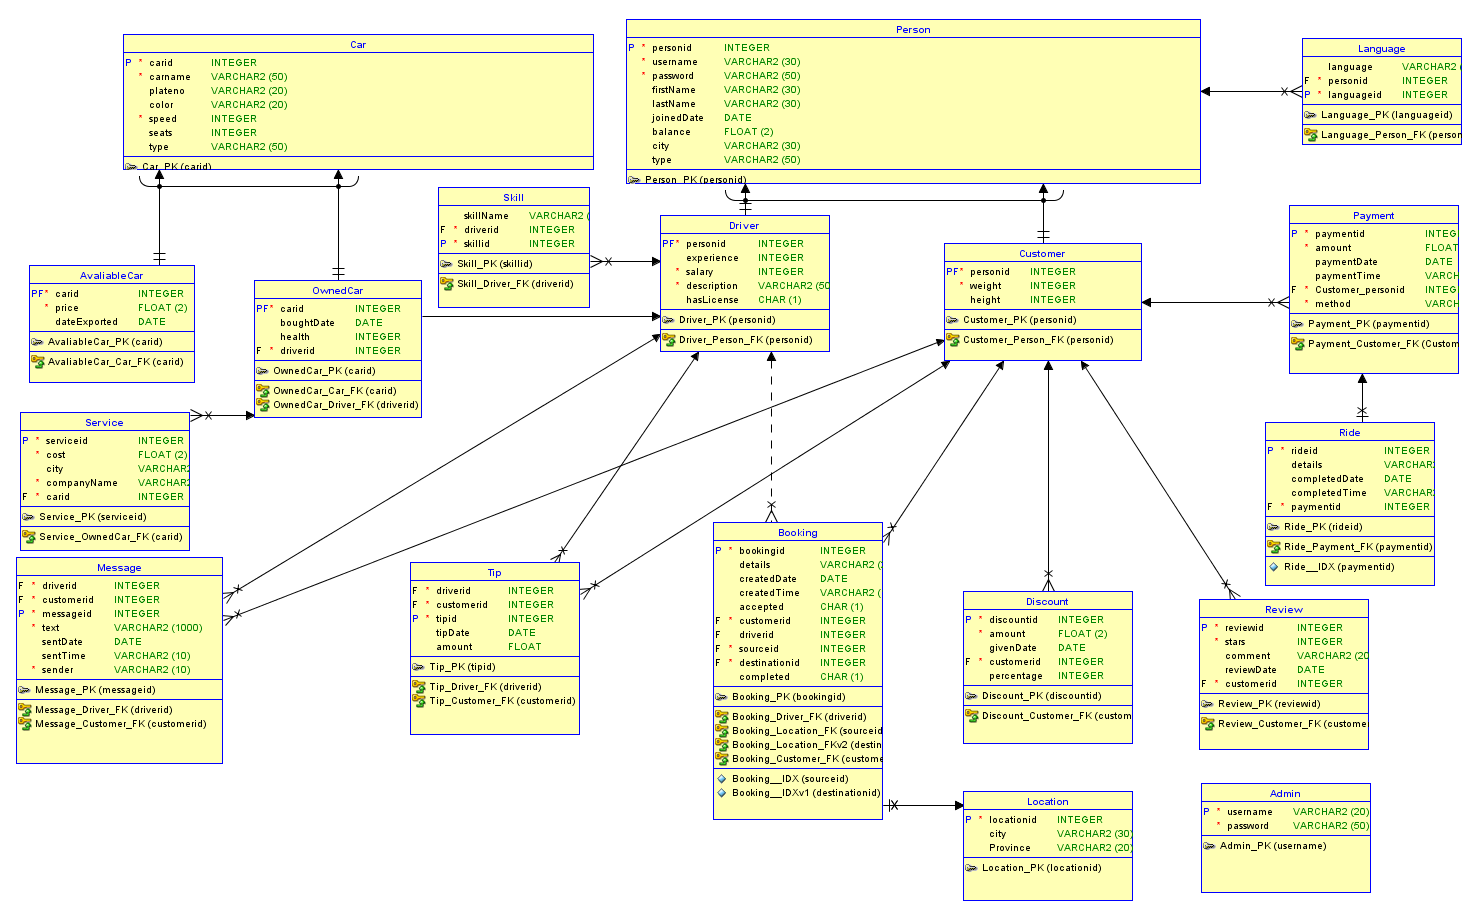 Car
P * carid INTEGER
* carname VARCHAR2 (50)
plateno VARCHAR2 (20)
color VARCHAR2 (20)
* speed INTEGER
seats INTEGER
type VARCHAR2 (50)
Car_PK (carid)
Person
P * personid INTEGER
* username VARCHAR2 (30)
* password VARCHAR2 (50)
firstName VARCHAR2 (30)
lastName VARCHAR2 (30)
joinedDate DATE
balance FLOAT (2)
city VARCHAR2 (30)
type VARCHAR2 (50)
Person_PK (personid)
Language
language VARCHAR2 (
F * personid INTEGER
P * languageid INTEGER
Language_PK (languageid)
Language_Person_FK (person
Skill
skillName VARCHAR2 (
F * driverid INTEGER
P * skillid INTEGER
Skill_PK (skillid)
Skill_Driver_FK (driverid)
Driver
PF* personid INTEGER
experience INTEGER
* salary INTEGER
* description VARCHAR2 (50
hasLicense CHAR (1)
Driver_PK (personid)
Driver_Person_FK (personid)
Customer
PF* personid INTEGER
* weight INTEGER
height INTEGER
Customer_PK (personid)
Customer_Person_FK (personid)
Payment
P * paymentid INTEG
* amount FLOAT
paymentDate DATE
paymentTime VARCH
F * Customer_personid INTEG
* method VARCH
Payment_PK (paymentid)
Payment_Customer_FK (Custom
AvaliableCar
PF* carid INTEGER
* price FLOAT (2)
dateExported DATE
AvaliableCar_PK (carid)
AvaliableCar_Car_FK (carid)
OwnedCar
PF* carid INTEGER
boughtDate DATE
health INTEGER
F * driverid INTEGER
OwnedCar_PK (carid)
OwnedCar_Car_FK (carid)
OwnedCar_Driver_FK (driverid)
Service
P * serviceid INTEGER
* cost FLOAT (2)
city VARCHAR2
* companyName VARCHAR2
F * carid INTEGER
Service_PK (serviceid)
Service_OwnedCar_FK (carid)
Ride
P * rideid INTEGER
details VARCHAR2
completedDate DATE
completedTime VARCHAR2
F * paymentid INTEGER
Ride_PK (rideid)
Ride_Payment_FK (paymentid)
Ride__IDX (paymentid)
Message
F * driverid INTEGER
F * customerid INTEGER
P * messageid INTEGER
* text VARCHAR2 (1000)
sentDate DATE
sentTime VARCHAR2 (10)
* sender VARCHAR2 (10)
Message_PK (messageid)
Message_Driver_FK (driverid)
Message_Customer_FK (customerid)
Tip
F * driverid INTEGER
F * customerid INTEGER
P * tipid INTEGER
tipDate DATE
amount FLOAT
Tip_PK (tipid)
Tip_Driver_FK (driverid)
Tip_Customer_FK (customerid)
Booking
P * bookingid INTEGER
details VARCHAR2 (
createdDate DATE
createdTime VARCHAR2 (
accepted CHAR (1)
F * customerid INTEGER
F driverid INTEGER
F * sourceid INTEGER
F * destinationid INTEGER
completed CHAR (1)
Booking_PK (bookingid)
Booking_Driver_FK (driverid)
Booking_Location_FK (sourceid
Booking_Location_FKv2 (destin
Booking_Customer_FK (custome
Booking__IDX (sourceid)
Booking__IDXv1 (destinationid)
Discount
P * discountid INTEGER
* amount FLOAT (2)
givenDate DATE
F * customerid INTEGER
percentage INTEGER
Discount_PK (discountid)
Discount_Customer_FK (custom
Review
P * reviewid INTEGER
* stars INTEGER
comment VARCHAR2 (20
reviewDate DATE
F * customerid INTEGER
Review_PK (reviewid)
Review_Customer_FK (custome
Location
P * locationid INTEGER
city VARCHAR2 (30)
Province VARCHAR2 (20)
Location_PK (locationid)
Admin
P * username VARCHAR2 (20)
* password VARCHAR2 (50)
Admin_PK (username)